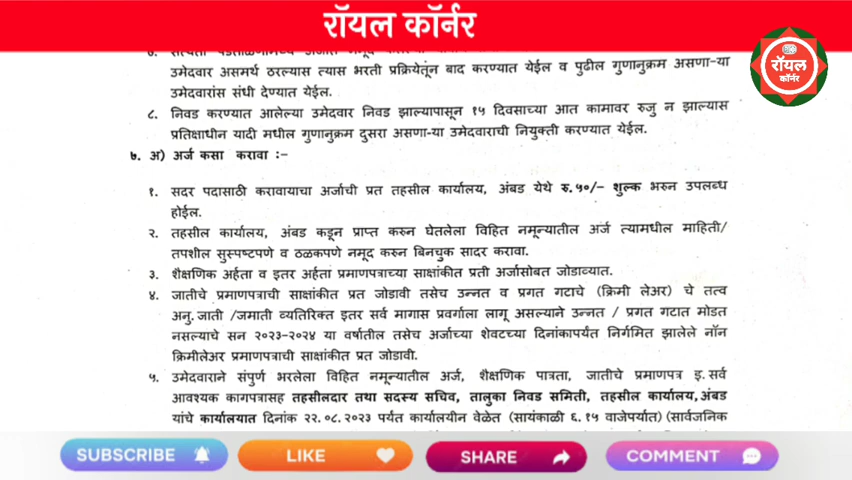 रॉयल कॉर्नर
रॉयल
कॉर्नर
उमेदवार असमर्थ ठरल्यास त्यास भरती प्रक्रियेतून बाद करण्यात येईल व पुढील गुणानुक्रम असणा-या
उमेदवारांस संधी देण्यात येईल.
८. निवड करण्यात आलेल्या उमेदवार निवड झाल्यापासून १५ दिवसाच्या आत कामावर रुजु न झाल्यास
प्रतिक्षाधीन यादी मधील गुणानुक्रम दुसरा असणा-या उमेदवाराची नियुक्ती करण्यात येईल.
७. अ) अर्ज कसा करावा :-
१. सदर पदासाठी करावायाचा अर्जाची प्रत तहसील कार्यालय, अंबड येथे रु.५०/- शुल्क भरुन उपलब्ध
होईल.
२. तहसील कार्यालय, अंबड कडून प्राप्त करुन घेतलेला विहित नमून्यातील अर्ज त्यामधील माहिती/
तपशील सुस्पष्टपणे व ठळकपणे नमूद करुन बिनचुक सादर करावा.
३. शैक्षणिक अर्हता व इतर अर्हता प्रमाणपत्राच्या साक्षांकीत प्रती अर्जासोबत जोडाव्यात.
४. जातीचे प्रमाणपत्राची साक्षांकीत प्रत जोडावी तसेच उन्नत व प्रगत गटाचे (क्रिमी लेअर) चे तत्व
अनु.जाती /जमाती व्यतिरिक्त इतर सर्व मागास प्रवर्गाला लागू असल्याने उन्नत / प्रगत गटात मोडत
नसल्याचे सन २०२३-२०२४ या वर्षातील तसेच अर्जाच्या शेवटच्या दिनांकापर्यंत निर्गमित झालेले नॉन
क्रिमीलेअर प्रमाणपत्राची साक्षांकीत प्रत जोडावी.
५. उमेदवाराने संपुर्ण भरलेला विहित नमून्यातील अर्ज, शैक्षणिक पात्रता, जातीचे प्रमाणपत्र इ.सर्व
आवश्यक कागपत्रासह तहसीलदार तथा सदस्य सचिव, तालुका निवड समिती, तहसील कार्यालय,अंबड
यांचे कार्यालयात दिनांक २२.०८.२०२३ पर्यंत कार्यालयीन वेळेत (सायंकाळी ६.१५ वाजेपर्यात) (सार्वजनिक
SUBSCRIBE
LIKE
SHARE
COMMENT